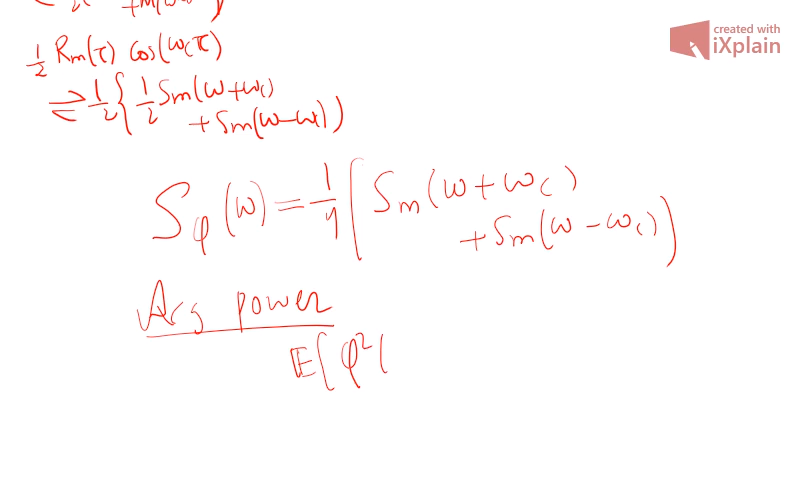 +M(ω
created with
iXplain
1/2 Rm(τ) cos(ωcτ)
⇌ 1/2 { 1/2 Sm(ω+ωc)
+ Sm(ω-ωc) )
Sφ(ω) = 1/4 [ Sm(ω+ωc)
+ Sm(ω-ωc) )
Avg power
E[ φ²(